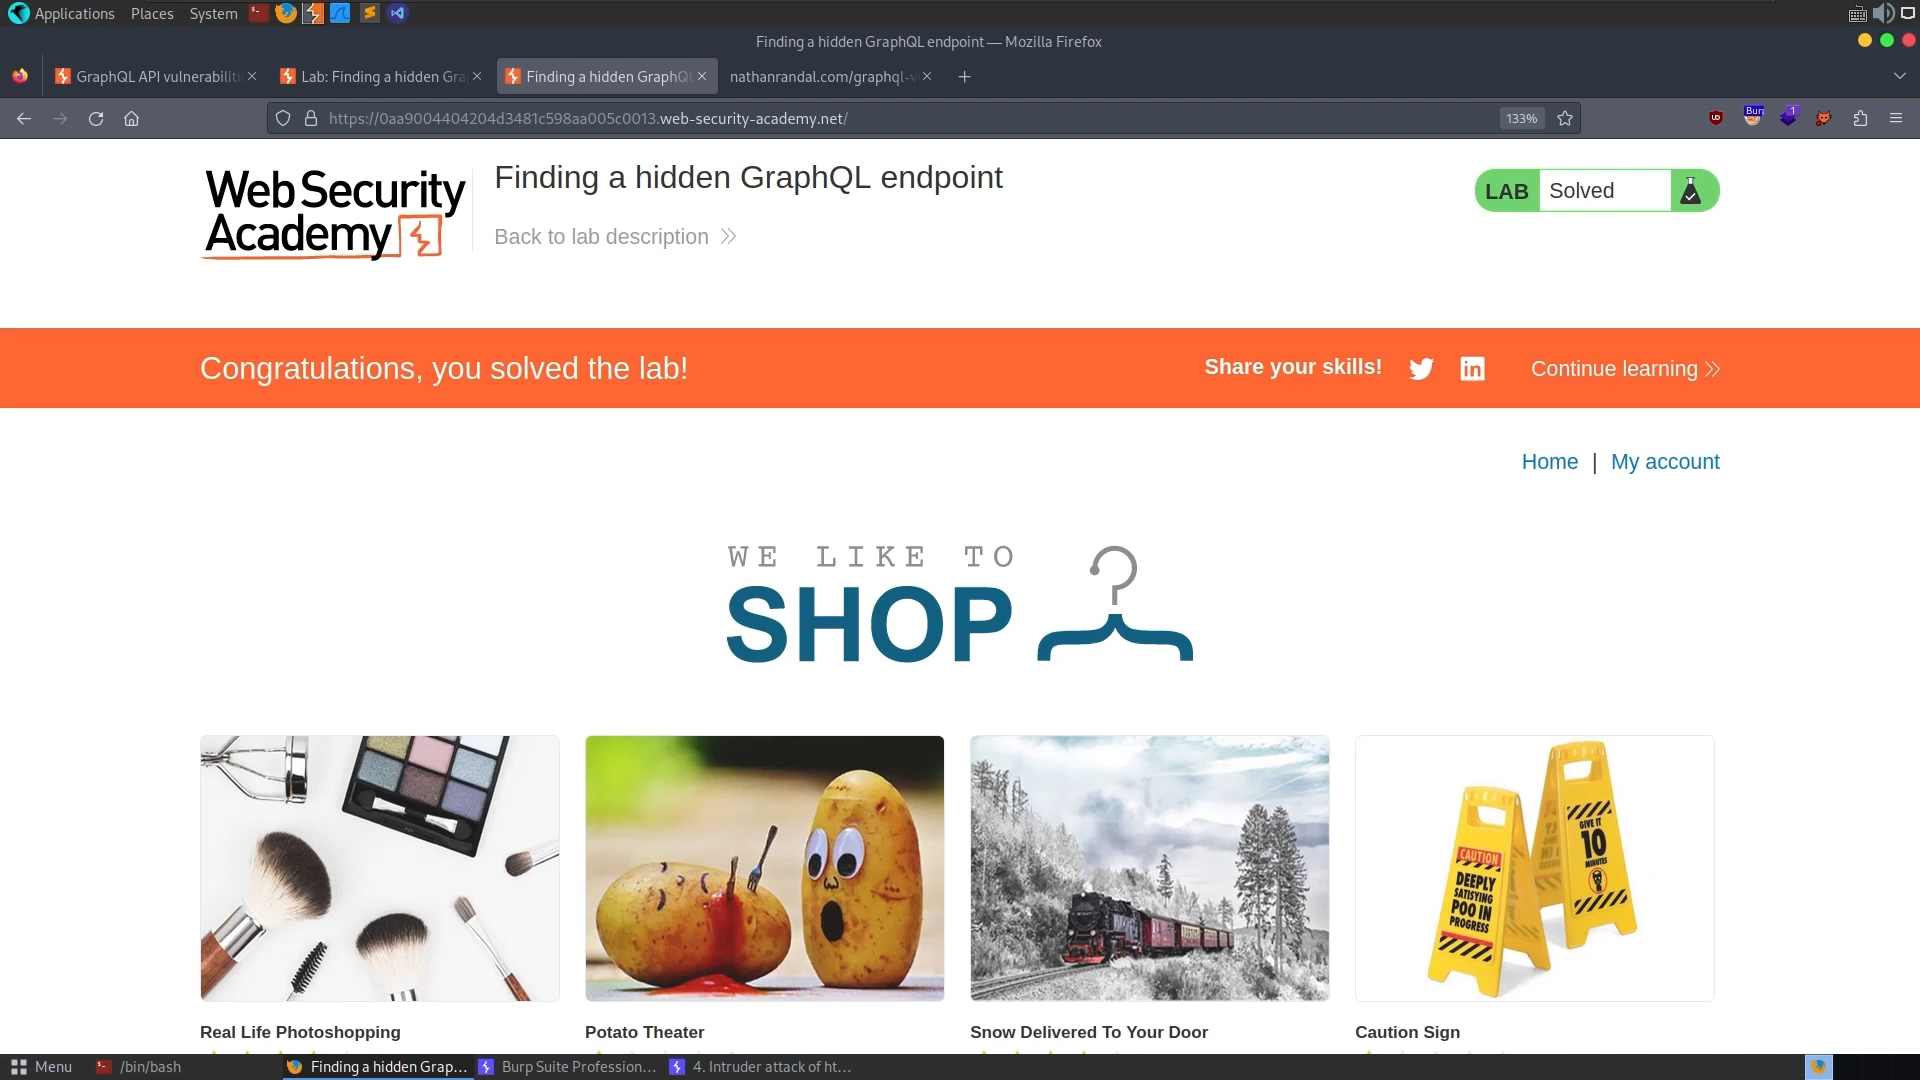 Applications Places System
Finding a hidden GraphQL endpoint — Mozilla Firefox
GraphQL API vulnerabiliti
Lab: Finding a hidden Gra
Finding a hidden GraphQL
nathanrandal.com/graphql-v
https://0aa9004404204d3481c598aa005c0013.web-security-academy.net/
133%
Bur
1
Web Security
Academy
Finding a hidden GraphQL endpoint
Back to lab description
LAB Solved
Congratulations, you solved the lab!
Share your skills!
Continue learning
Home | My account
WE LIKE TO
SHOP
CAUTION
DEEPLY
SATISFYING
POO IN
PROGRESS
GIVE IT
10
MINUTES
Real Life Photoshopping
Potato Theater
Snow Delivered To Your Door
Caution Sign
Menu
/bin/bash
Finding a hidden Grap...
Burp Suite Profession...
4. Intruder attack of ht...